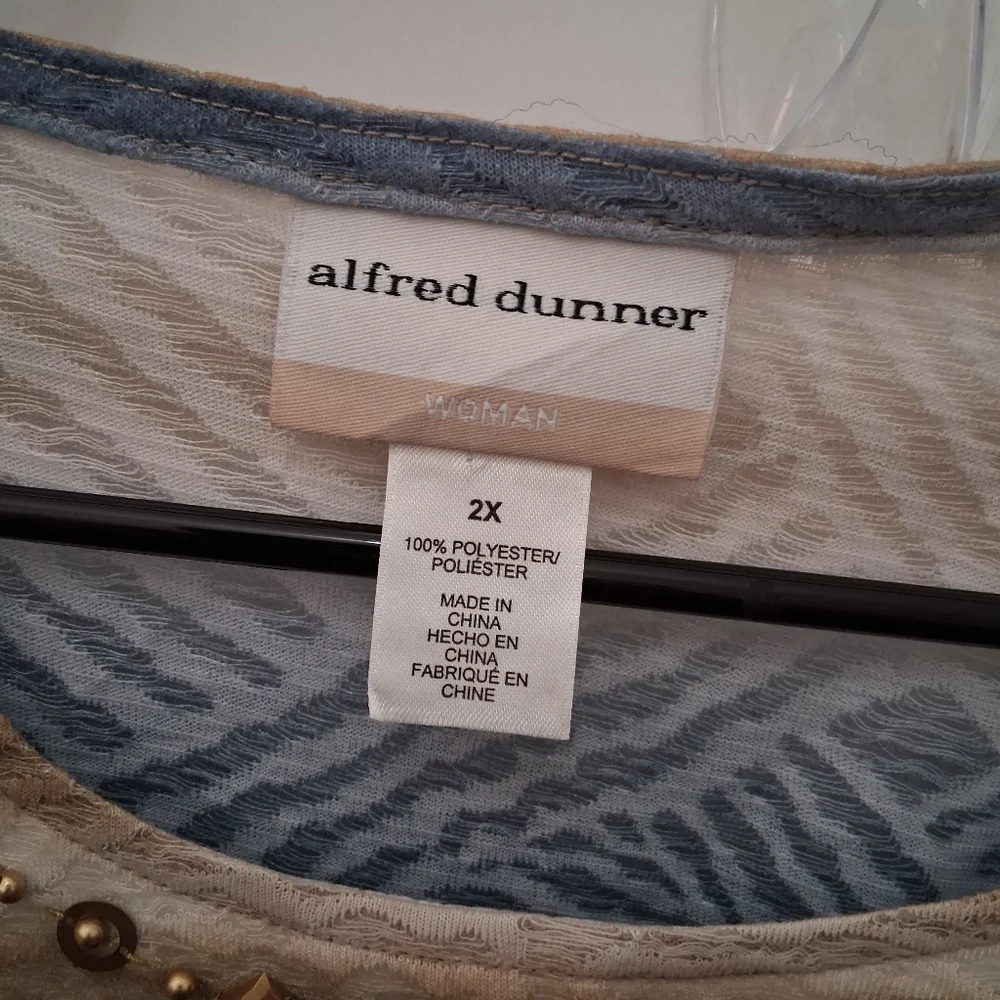 alfred dunner
WOMAN
2X
100% POLYESTER/
POLIÉSTER
MADE IN
CHINA
HECHO EN
CHINA
FABRIQUÉ EN
CHINE